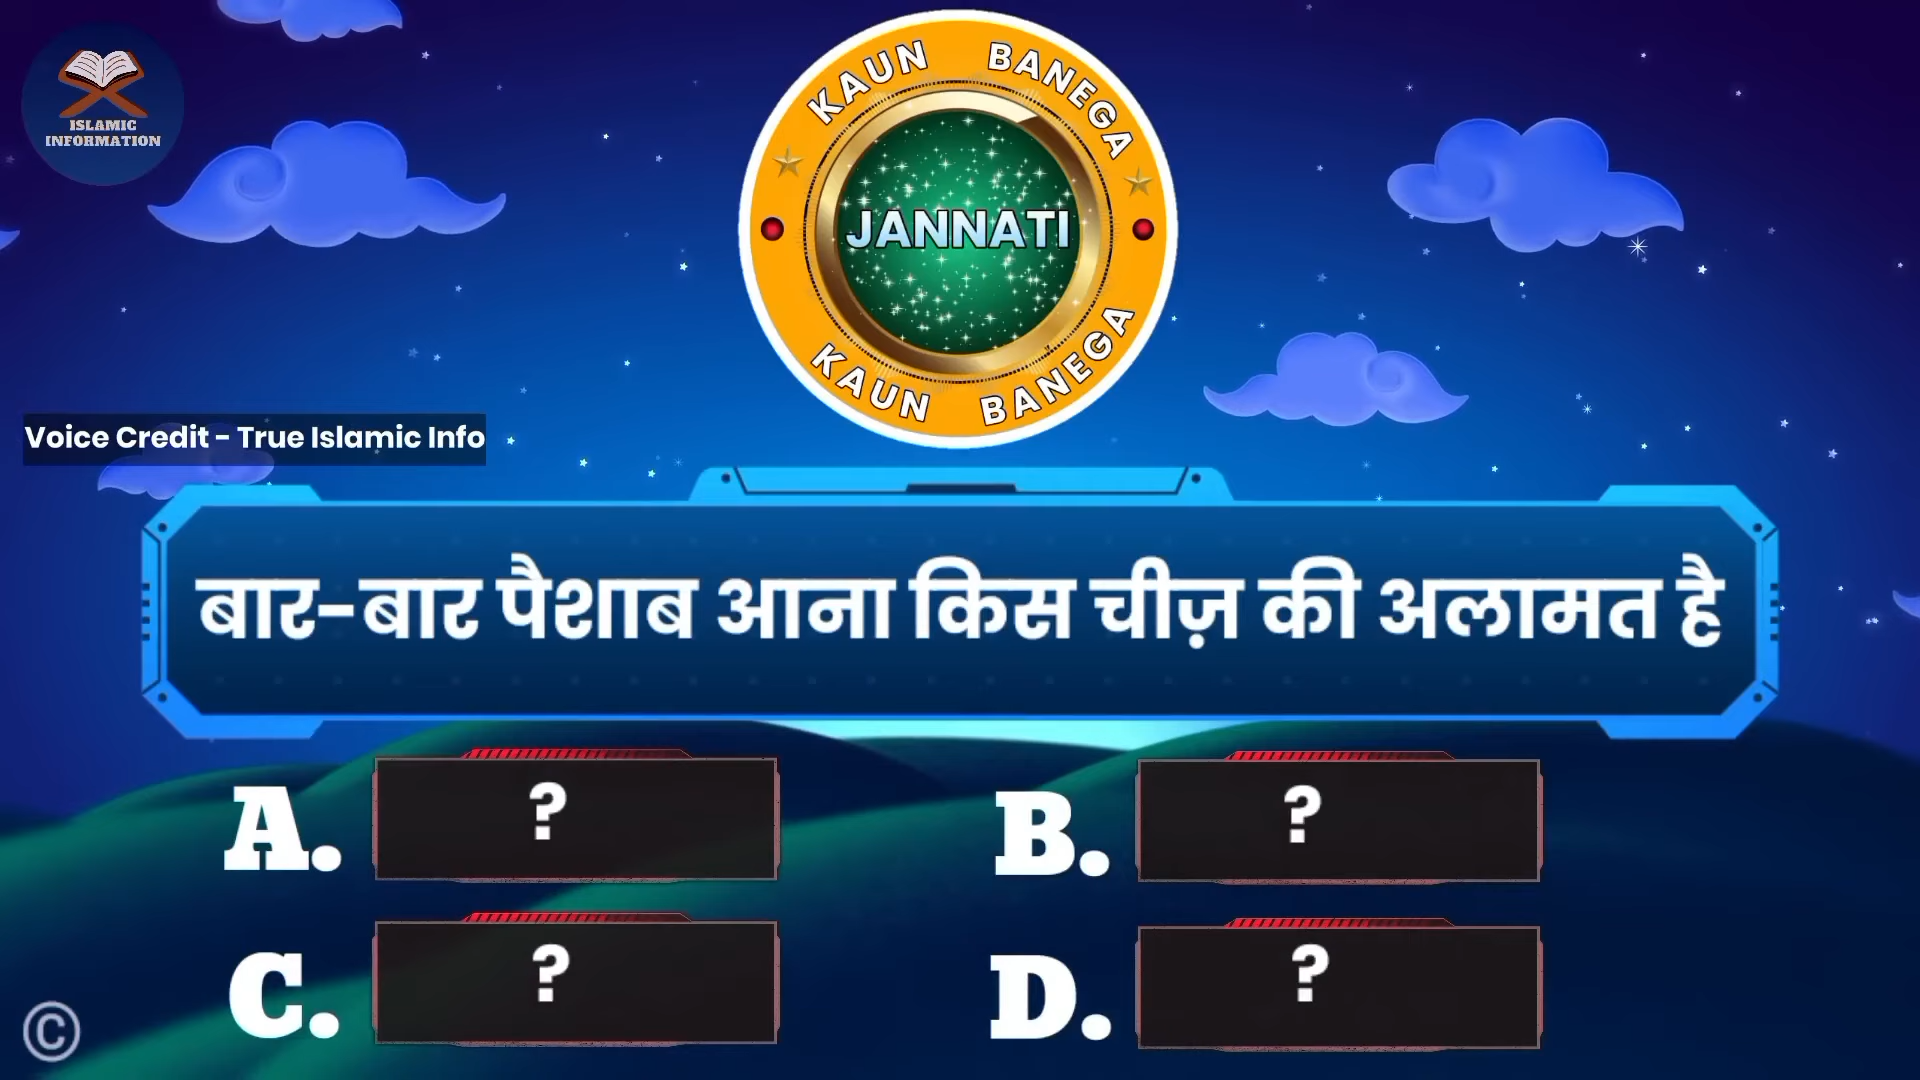 ISLAMIC
INFORMATION
KAUN BANEGA
JANNATI
KAUN BANEGA
Voice Credit - True Islamic Info
बार-बार पैशाब आना किस चीज़ की अलामत है
A. ?
B. ?
C. ?
D. ?
©